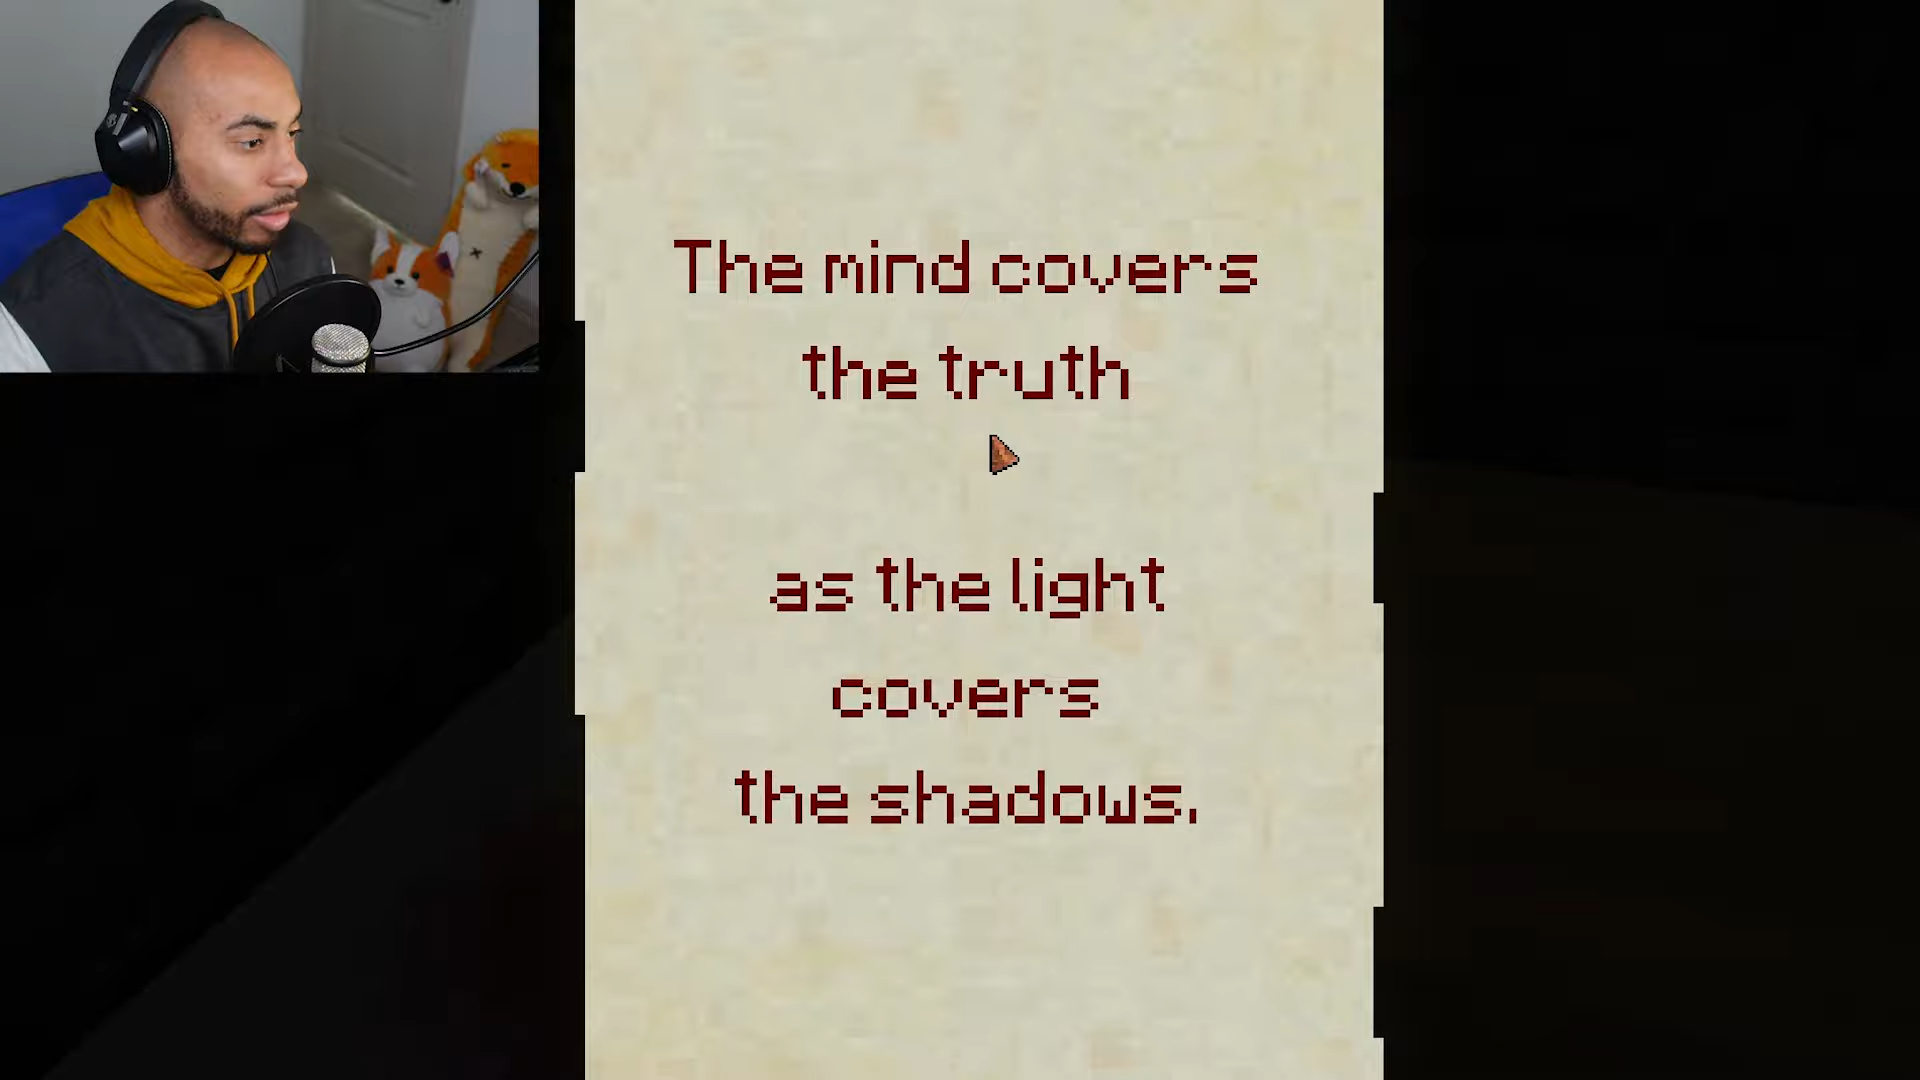 The mind covers
the truth
as the light
covers
the shadows.